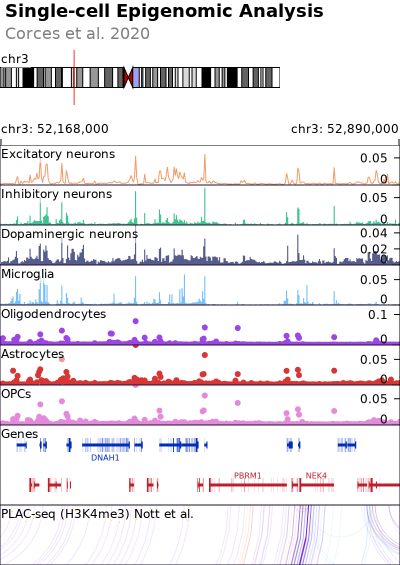 Single-cell Epigenomic Analysis
Corces et al. 2020
chr3
chr3: 52,168,000
chr3: 52,890,000
Excitatory neurons
0.05
0
Inhibitory neurons
0.05
0
Dopaminergic neurons
0.04
0.02
0
Microglia
0.05
0
Oligodendrocytes
0.1
0
Astrocytes
0.05
0
OPCs
0.05
0
Genes
DNAH1
PBRM1
NEK4
PLAC-seq (H3K4me3) Nott et al.